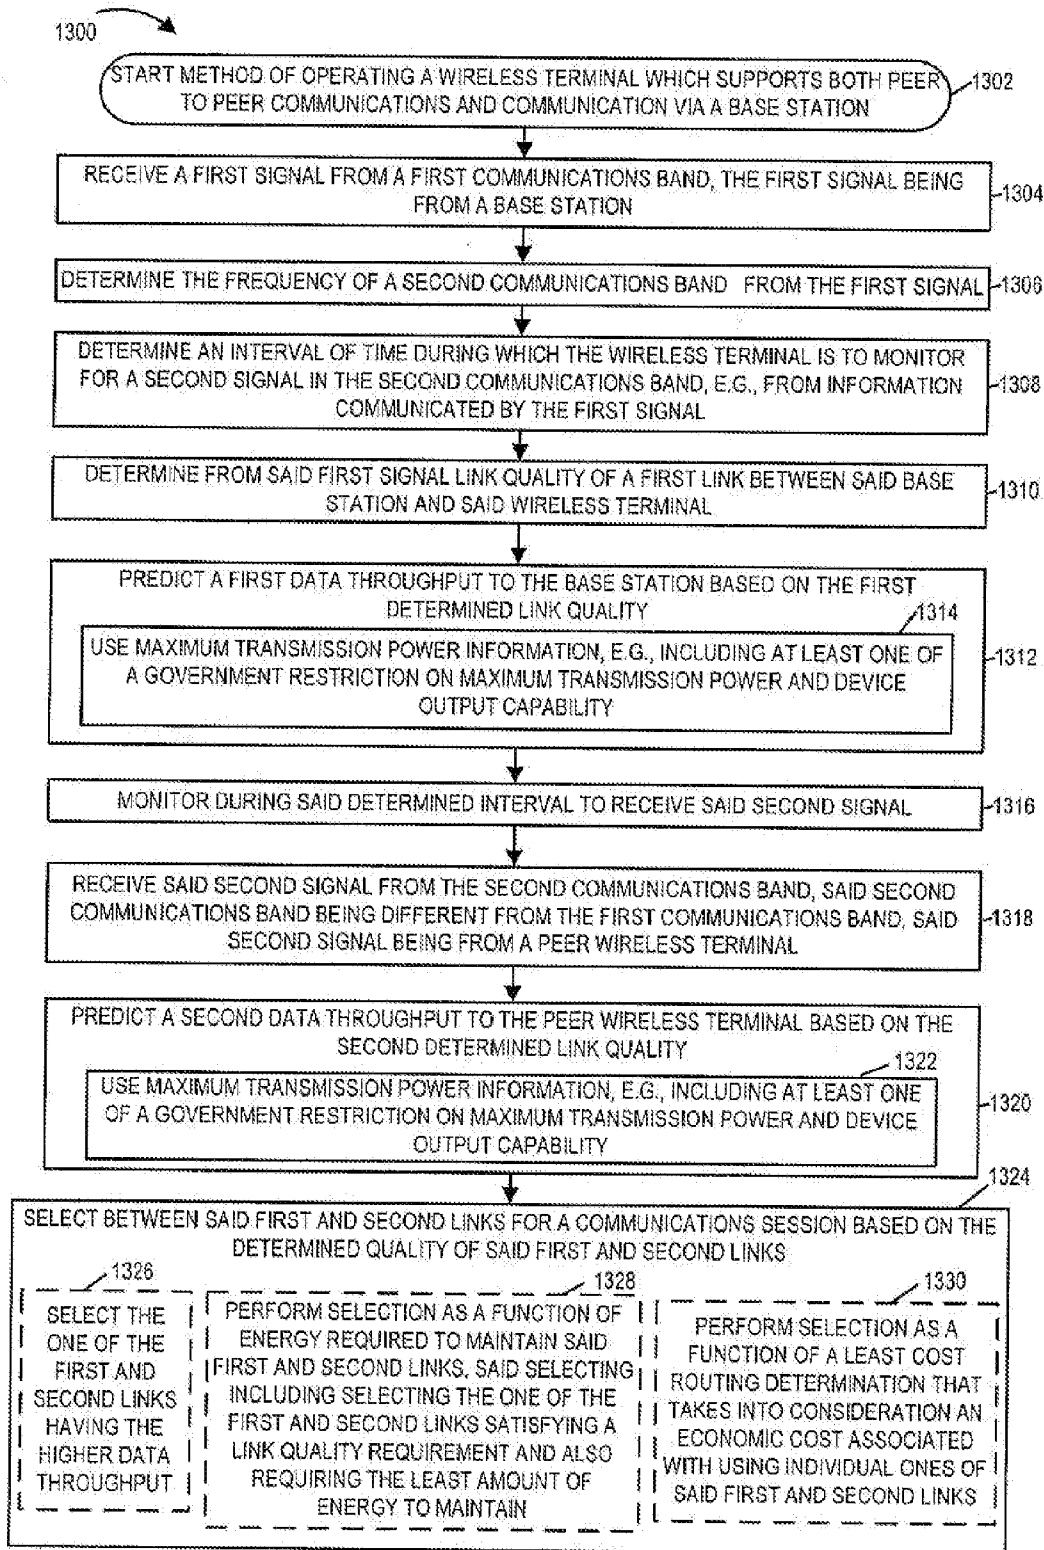 1300
START METHOD OF OPERATING A WIRELESS TERMINAL WHICH SUPPORTS BOTH PEER
TO PEER COMMUNICATIONS AND COMMUNICATION VIA A BASE STATION
1302
RECEIVE A FIRST SIGNAL FROM A FIRST COMMUNICATIONS BAND, THE FIRST SIGNAL BEING
FROM A BASE STATION
1304
DETERMINE THE FREQUENCY OF A SECOND COMMUNICATIONS BAND FROM THE FIRST SIGNAL
1306
DETERMINE AN INTERVAL OF TIME DURING WHICH THE WIRELESS TERMINAL IS TO MONITOR
FOR A SECOND SIGNAL IN THE SECOND COMMUNICATIONS BAND, E.G., FROM INFORMATION
COMMUNICATED BY THE FIRST SIGNAL
1308
DETERMINE FROM SAID FIRST SIGNAL LINK QUALITY OF A FIRST LINK BETWEEN SAID BASE
STATION AND SAID WIRELESS TERMINAL
1310
PREDICT A FIRST DATA THROUGHPUT TO THE BASE STATION BASED ON THE FIRST
DETERMINED LINK QUALITY
1314
USE MAXIMUM TRANSMISSION POWER INFORMATION, E.G., INCLUDING AT LEAST ONE OF
A GOVERNMENT RESTRICTION ON MAXIMUM TRANSMISSION POWER AND DEVICE
OUTPUT CAPABILITY
1312
MONITOR DURING SAID DETERMINED INTERVAL TO RECEIVE SAID SECOND SIGNAL
1316
RECEIVE SAID SECOND SIGNAL FROM THE SECOND COMMUNICATIONS BAND, SAID SECOND
COMMUNICATIONS BAND BEING DIFFERENT FROM THE FIRST COMMUNICATIONS BAND, SAID
SECOND SIGNAL BEING FROM A PEER WIRELESS TERMINAL
1318
PREDICT A SECOND DATA THROUGHPUT TO THE PEER WIRELESS TERMINAL BASED ON THE
SECOND DETERMINED LINK QUALITY
1322
USE MAXIMUM TRANSMISSION POWER INFORMATION, E.G., INCLUDING AT LEAST ONE
OF A GOVERNMENT RESTRICTION ON MAXIMUM TRANSMISSION POWER AND DEVICE
OUTPUT CAPABILITY
1320
1324
SELECT BETWEEN SAID FIRST AND SECOND LINKS FOR A COMMUNICATIONS SESSION BASED ON THE
DETERMINED QUALITY OF SAID FIRST AND SECOND LINKS
1326
SELECT THE
ONE OF THE
FIRST AND
SECOND LINKS
HAVING THE
HIGHER DATA
THROUGHPUT
1328
PERFORM SELECTION AS A FUNCTION OF
ENERGY REQUIRED TO MAINTAIN SAID
FIRST AND SECOND LINKS, SAID SELECTING
INCLUDING SELECTING THE ONE OF THE
FIRST AND SECOND LINKS SATISFYING A
LINK QUALITY REQUIREMENT AND ALSO
REQUIRING THE LEAST AMOUNT OF
ENERGY TO MAINTAIN
1330
PERFORM SELECTION AS A
FUNCTION OF A LEAST COST
ROUTING DETERMINATION THAT
TAKES INTO CONSIDERATION AN
ECONOMIC COST ASSOCIATED
WITH USING INDIVIDUAL ONES OF
SAID FIRST AND SECOND LINKS